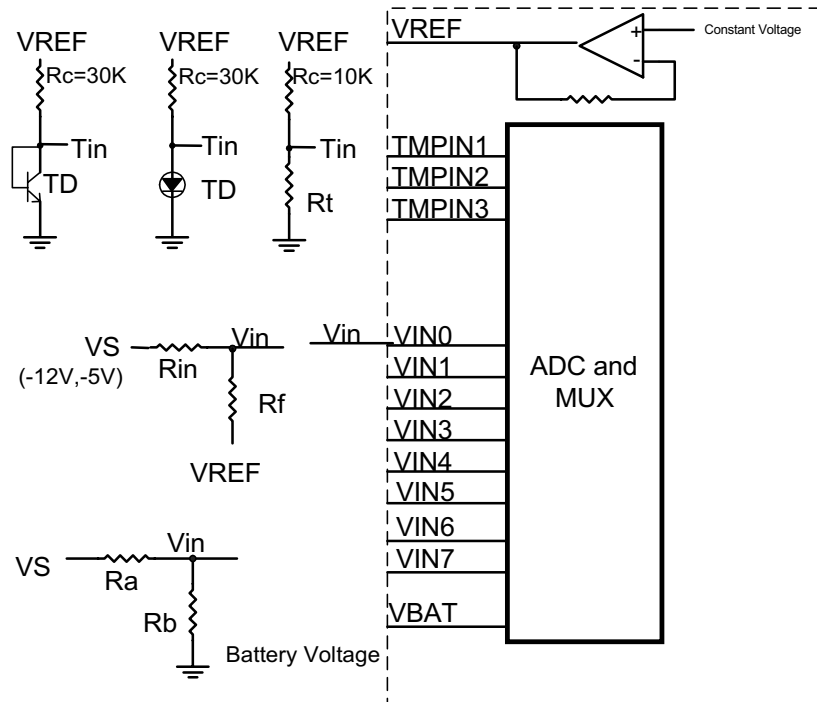 VREF
VREF
VREF
VREF
+
-
Constant Voltage
Rc=30K
Rc=30K
Rc=10K
Tin
Tin
Tin
TD
TD
Rt
TMPIN1
TMPIN2
TMPIN3
VS
(-12V,-5V)
Rin
Vin
Rf
VREF
Vin
VIN0
VIN1
VIN2
VIN3
VIN4
VIN5
VIN6
VIN7
VBAT
ADC and
MUX
VS
Ra
Vin
Rb
Battery Voltage